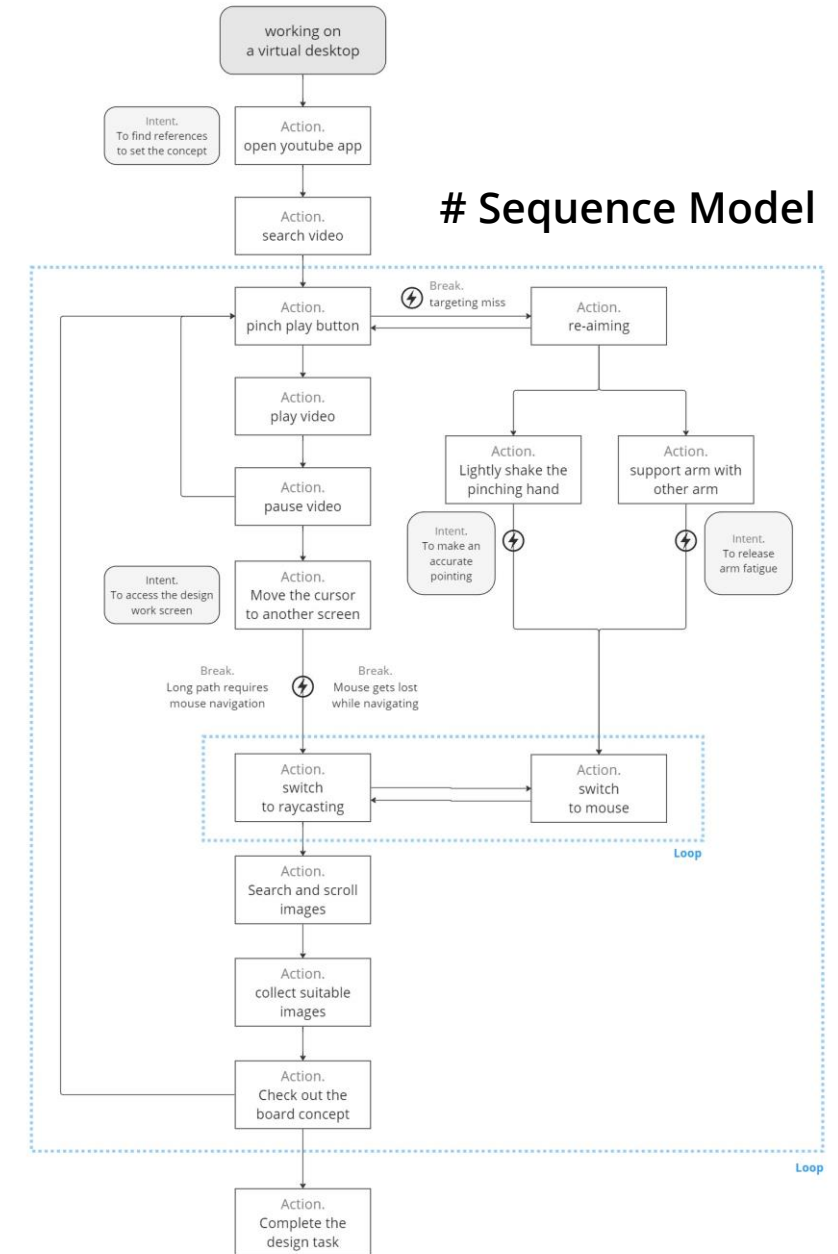 working on
a virtual desktop
Intent.
To find references
to set the concept
Action.
open youtube app
# Sequence Model
Action.
search video
Action.
pinch play button
Break.
targeting miss
Action.
re-aiming
Action.
play video
Action.
Lightly shake the
pinching hand
Action.
support arm with
other arm
Action.
pause video
Intent.
To make an
accurate
pointing
Intent.
To release
arm fatigue
Intent.
To access the design
work screen
Action.
Move the cursor
to another screen
Break.
Long path requires
mouse navigation
Break.
Mouse gets lost
while navigating
Action.
switch
to raycasting
Action.
switch
to mouse
Loop
Action.
Search and scroll
images
Action.
collect suitable
images
Action.
Check out the
board concept
Loop
Action.
Complete the
design task